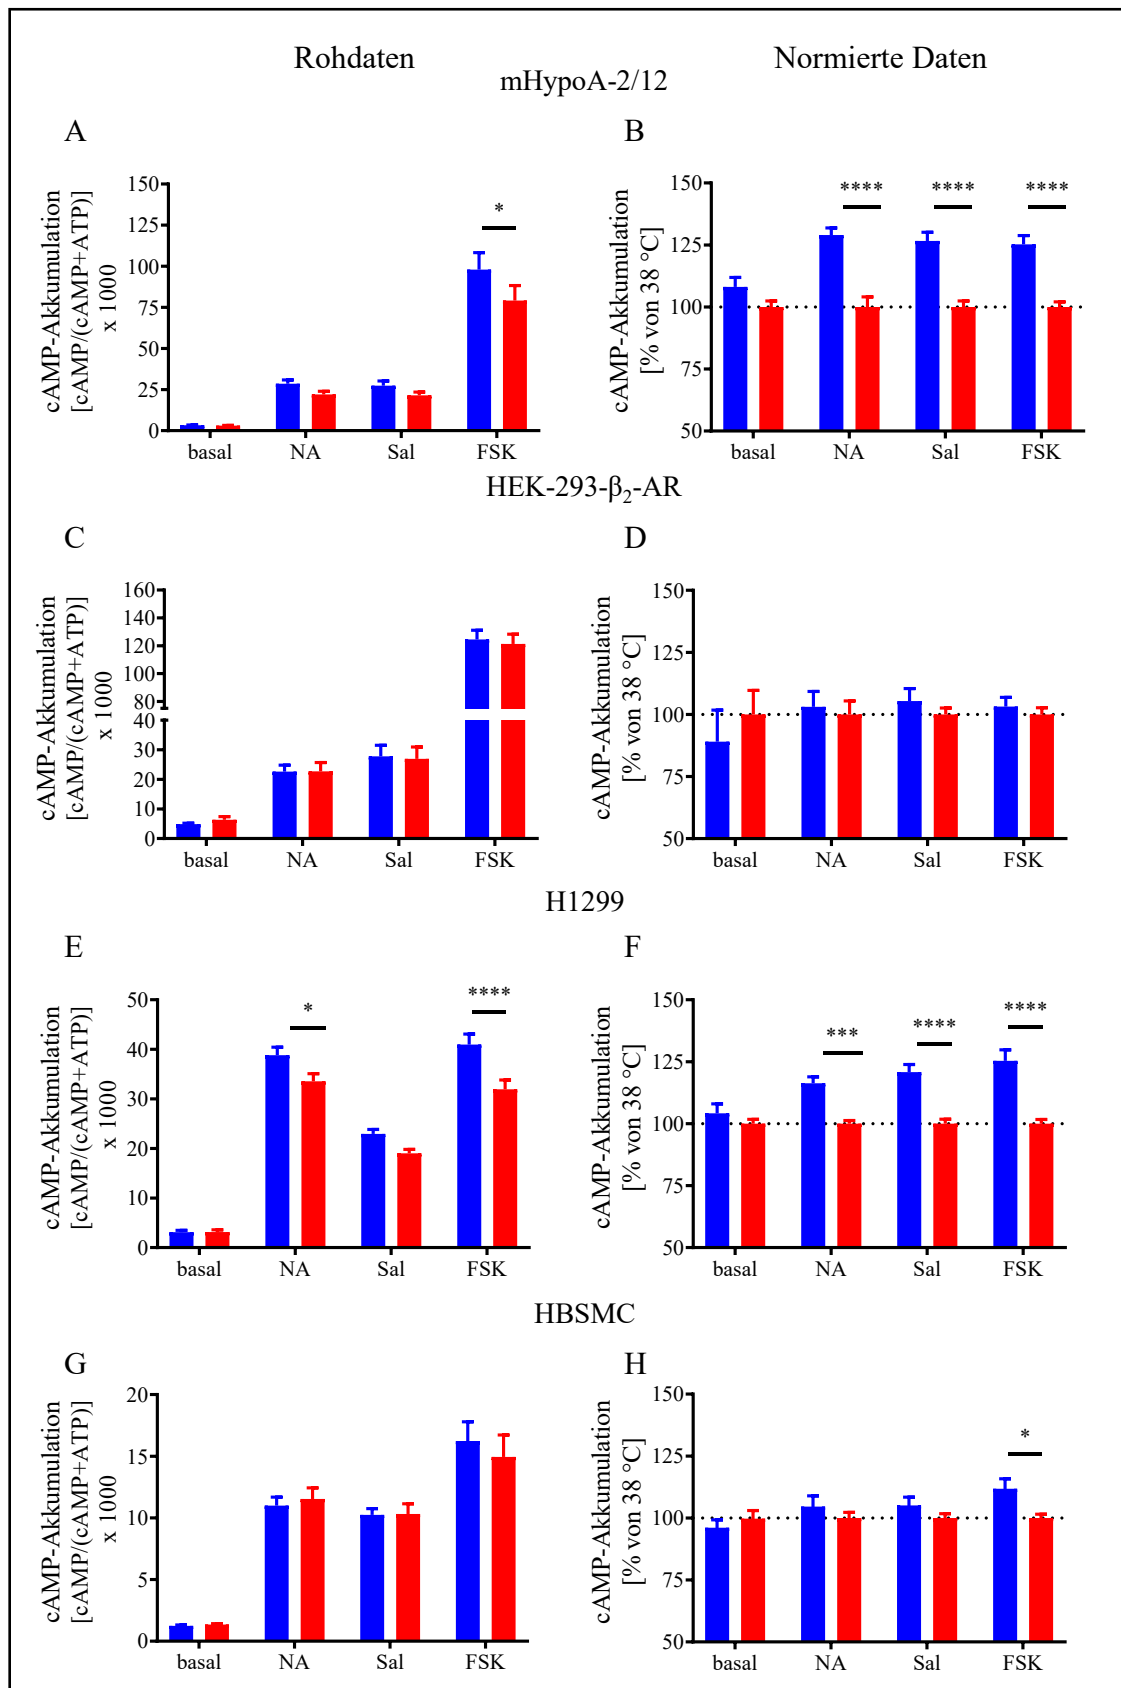 Rohdaten
Normierte Daten
mHypoA-2/12
A
cAMP-Akkumulation
[cAMP/(cAMP+ATP)]
x 1000
150
125
100
75
50
25
0
*
basal NA Sal FSK
B
cAMP-Akkumulation
[% von 38 °C]
150
125
100
75
50
**** **** ****
basal NA Sal FSK
HEK-293-β₂-AR
C
cAMP-Akkumulation
[cAMP/(cAMP+ATP)]
x 1000
160
140
120
100
80
60
40
30
20
10
0
basal NA Sal FSK
D
cAMP-Akkumulation
[% von 38 °C]
150
125
100
75
50
basal NA Sal FSK
H1299
E
cAMP-Akkumulation
[cAMP/(cAMP+ATP)]
x 1000
50
40
30
20
10
0
* ****
basal NA Sal FSK
F
cAMP-Akkumulation
[% von 38 °C]
150
125
100
75
50
*** **** ****
basal NA Sal FSK
HBSMC
G
cAMP-Akkumulation
[cAMP/(cAMP+ATP)]
x 1000
20
15
10
5
0
basal NA Sal FSK
H
cAMP-Akkumulation
[% von 38 °C]
150
125
100
75
50
*
basal NA Sal FSK